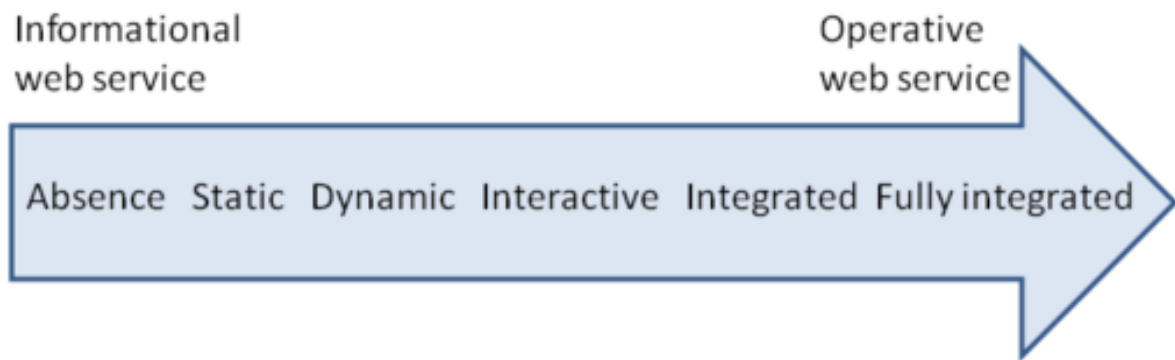 Informational
web service
Operative
web service
Absence Static Dynamic Interactive Integrated Fully integrated